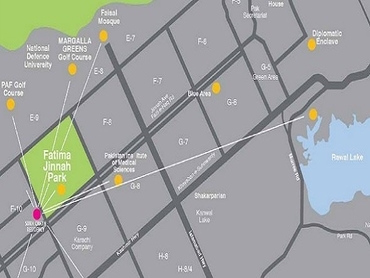 Faisal
Mosque
MARGALLA
GREENS
Golf Course
National
Defence
University
PAF Golf
Course
E-7
E-8
E-9
F-7
F-8
F-10
Pak
Secretariat
House
Diplomatic
Enclave
G-5
Green Area
Blue Area
G-6
G-7
G-8
G-9
Karachi
Company
G-10
Fatima
Jinnah
Park
Pakistan Institute
of Medical
Sciences
Shakarparian
Kanwal
Lake
Rawal Lake
Park Rd
H-8
H-9
H-8/4